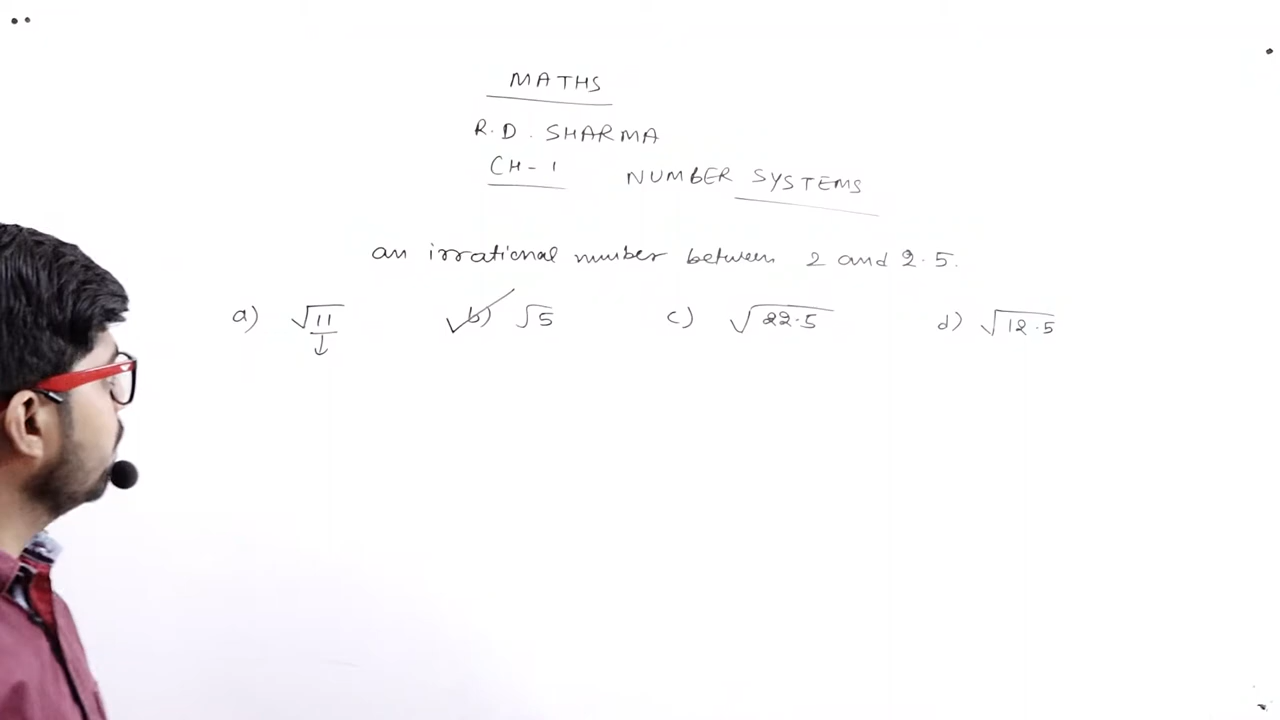 MATHS
R.D. SHARMA
CH-1 NUMBER SYSTEMS
an irrational number between 2 and 2.5.
a) √11 b) √5 c) √22.5 d) √12.5